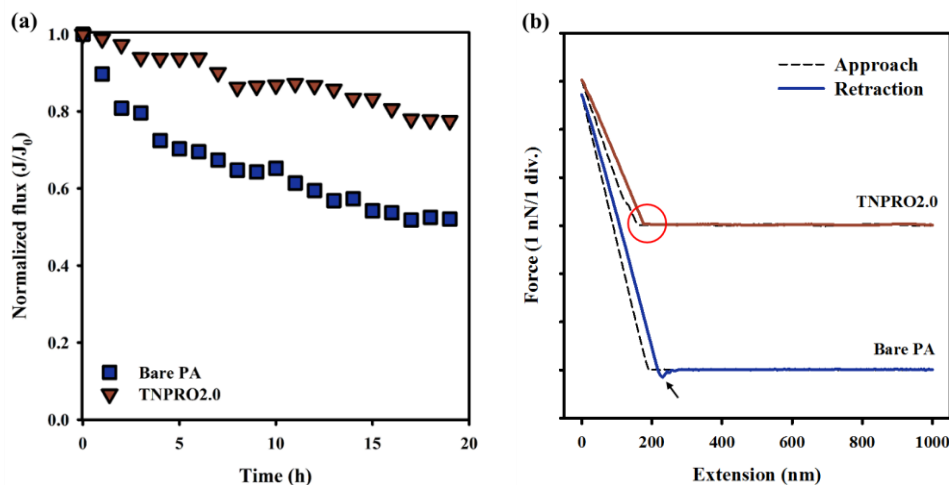 (a)
Normalized flux (J/J0)
1.0
0.8
0.6
0.4
0.2
0.0
Bare PA
TNPRO2.0
0
5
10
15
20
Time (h)
(b)
Force (1 nN/1 div.)
Approach
Retraction
TNPRO2.0
Bare PA
0
200
400
600
800
1000
Extension (nm)